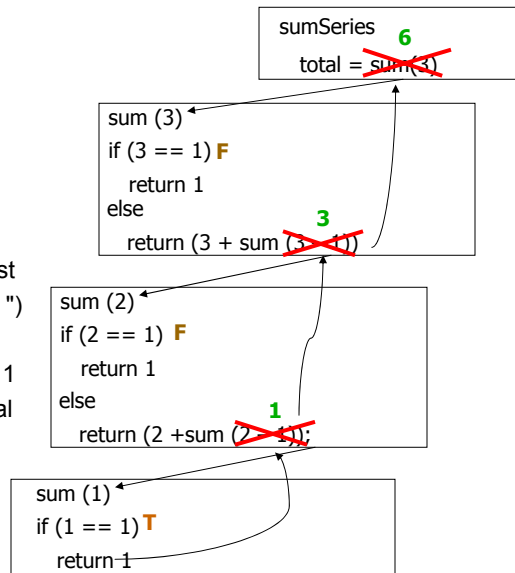 sumSeries
6
total = sum(3)
sum (3)
if (3 == 1) F
return 1
else
3
return (3 + sum (3 - 1))
st
")
1
al
sum (2)
if (2 == 1) F
return 1
else
1
return (2 +sum (2 - 1));
sum (1)
if (1 == 1) T
return 1